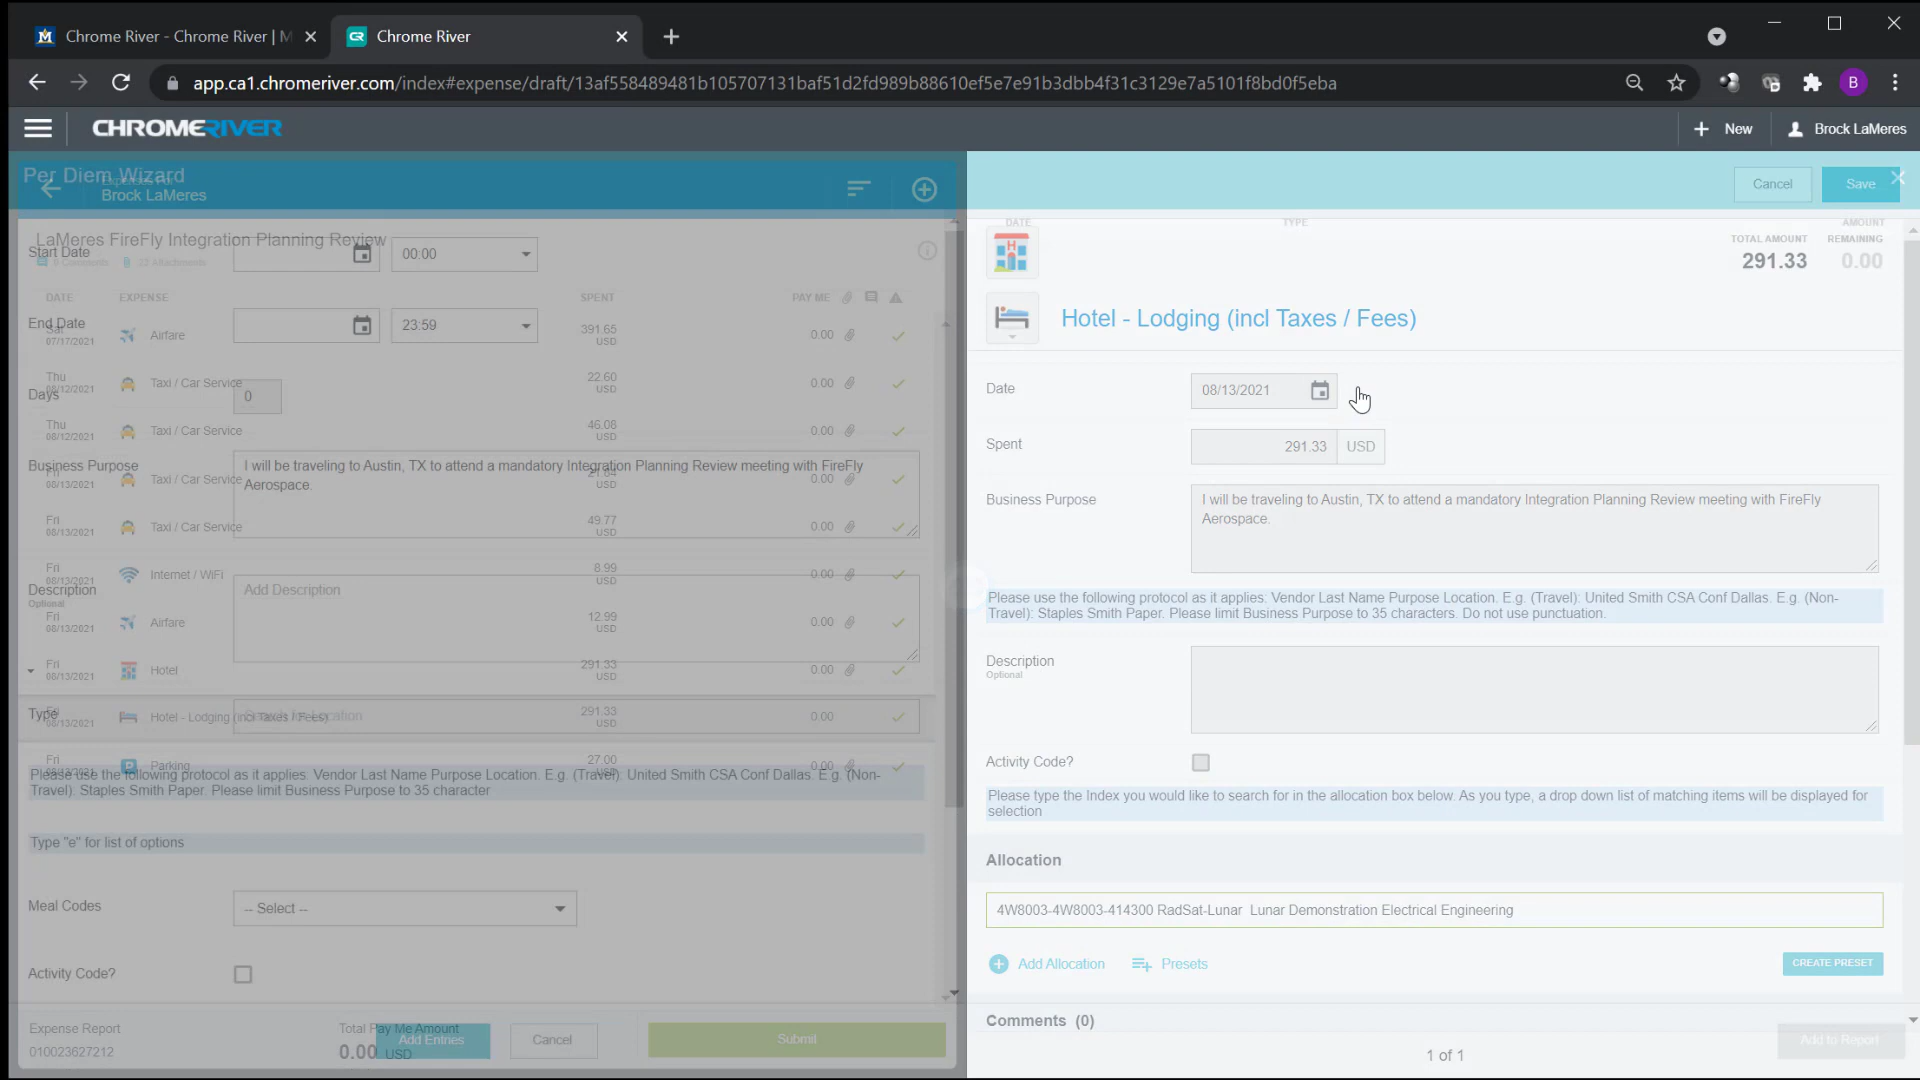 Chrome River - Chrome River | M
Chrome River
app.ca1.chromeriver.com/index#expense/draft/13af558489481b105707131baf51d2fd989b88610ef5e7e91b3dbb4f31c3129e7a5101f8bd0f5eba
B
CHROMERIVER
New
Brock LaMeres
Per Diem Wizard
Expenses For
Brock LaMeres
LaMeres FireFly Integration Planning Review
0 Comments 22 Attachments
Start Date
00:00
DATE EXPENSE SPENT PAY ME
End Date
23:59
Sat
07/17/2021 Airfare 391.65 USD 0.00
Thu
08/12/2021 Taxi / Car Service 22.60 USD 0.00
Days 0
Thu
08/12/2021 Taxi / Car Service 46.08 USD 0.00
Business Purpose
I will be traveling to Austin, TX to attend a mandatory Integration Planning Review meeting with FireFly
Aerospace.
Fri
08/13/2021 Taxi / Car Service USD 0.00
Fri
08/13/2021 Taxi / Car Service 49.77 USD 0.00
Fri
08/13/2021 Internet / WiFi 8.99 USD 0.00
Description
Optional
Add Description
Fri
08/13/2021 Airfare 12.99 USD 0.00
Fri
08/13/2021 Hotel 291.33 USD 0.00
Type
Search for Location
Fri
08/13/2021 Hotel - Lodging (incl Taxes / Fees) 291.33 USD 0.00
Fri
08/13/2021 Parking 27.00 USD 0.00
Please use the following protocol as it applies: Vendor Last Name Purpose Location. E.g. (Travel): United Smith CSA Conf Dallas. E.g. (Non-
Travel): Staples Smith Paper. Please limit Business Purpose to 35 character
Type "e" for list of options
Meal Codes
-- Select --
Activity Code?
Expense Report
010023627212
Total Pay Me Amount
0.00 USD
Add Entries
Cancel
Submit
Cancel
Save
DATE TYPE AMOUNT
TOTAL AMOUNT REMAINING
291.33 0.00
Hotel - Lodging (incl Taxes / Fees)
Date
08/13/2021
Spent
291.33 USD
Business Purpose
I will be traveling to Austin, TX to attend a mandatory Integration Planning Review meeting with FireFly
Aerospace.
Please use the following protocol as it applies: Vendor Last Name Purpose Location. E.g. (Travel): United Smith CSA Conf Dallas. E.g. (Non-
Travel): Staples Smith Paper. Please limit Business Purpose to 35 characters. Do not use punctuation.
Description
Optional
Activity Code?
Please type the Index you would like to search for in the allocation box below. As you type, a drop down list of matching items will be displayed for
selection
Allocation
4W8003-4W8003-414300 RadSat-Lunar Lunar Demonstration Electrical Engineering
Add Allocation
Presets
CREATE PRESET
Comments (0)
Add to Report
1 of 1